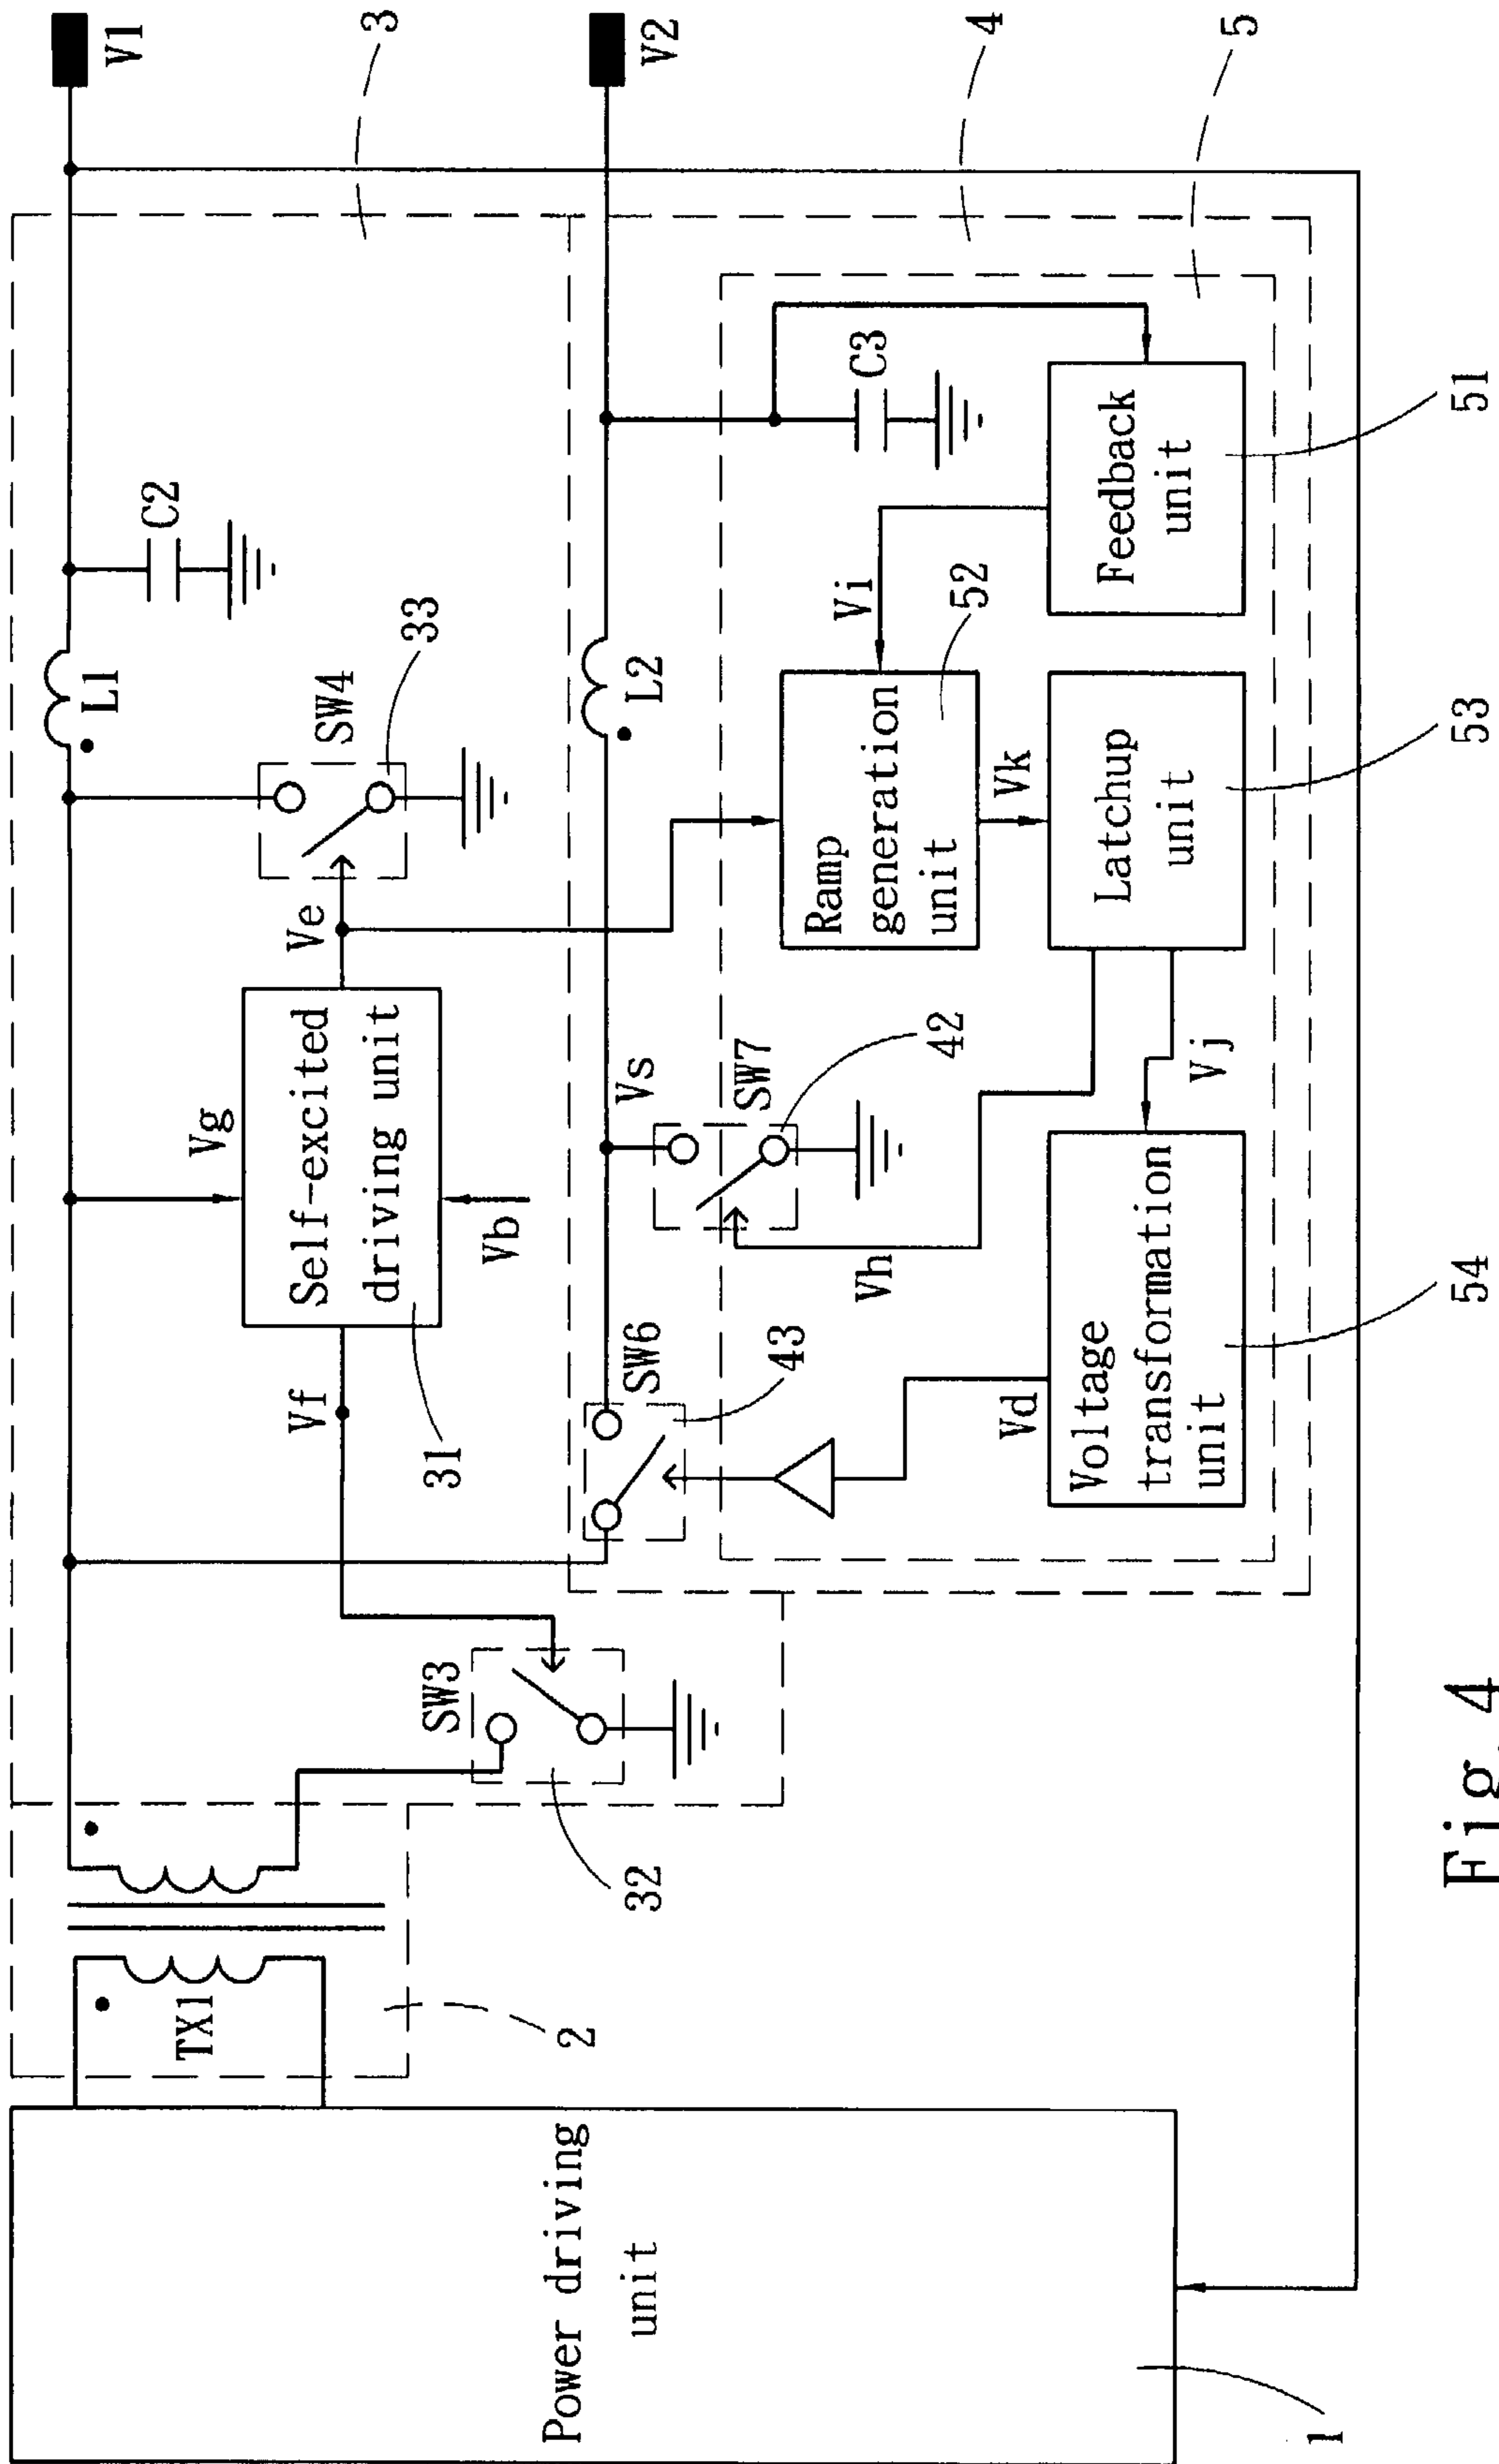 V1
3
V2
4
5
C2
L1
SW4
33
Ve
Vg
Self-excited
driving unit
Vb
Vf
31
SW3
32
TX1
2
C3
L2
Vi
52
Feedback
unit
51
Ramp
generation
unit
Vk
Latchup
unit
53
Vs
SW7
42
Vh
Vj
SW6
43
Vd
Voltage
transformation
unit
54
Power driving
unit
1
Fig. 4